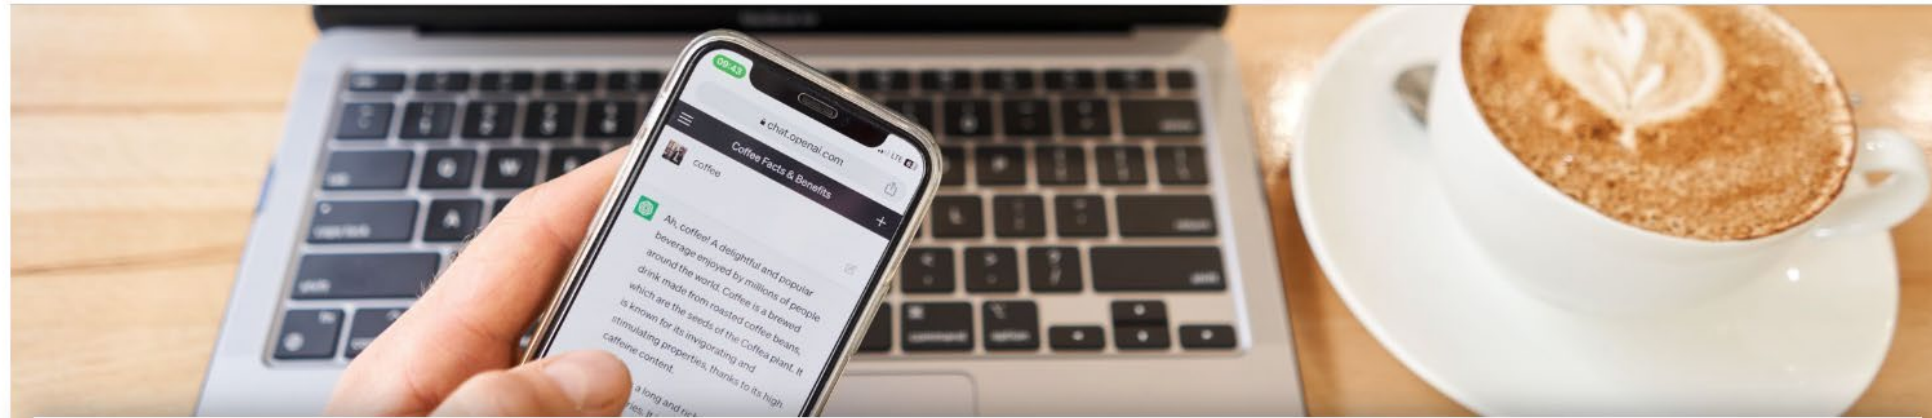 09:43
chat.openai.com
LTE
Coffee Facts & Benefits
+
coffee
Ah, coffee! A delightful and popular
beverage enjoyed by millions of people
around the world. Coffee is a brewed
drink made from roasted coffee beans,
which are the seeds of the Coffea plant. It
is known for its invigorating and
stimulating properties, thanks to its high
caffeine content.
a long and
command
option